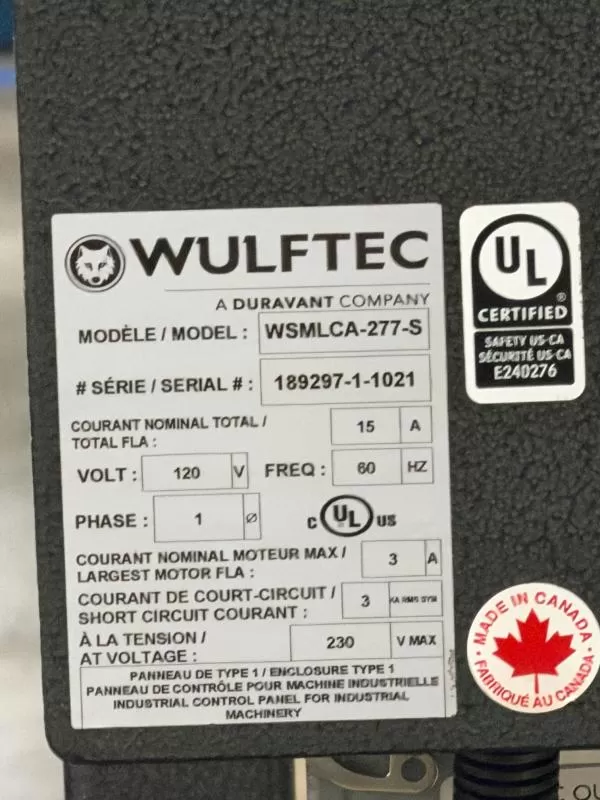 WULFTEC
A DURAVANT COMPANY
MODÈLE / MODEL : WSMLCA-277-S
# SÉRIE / SERIAL # : 189297-1-1021
COURANT NOMINAL TOTAL /
TOTAL FLA : 15 A
VOLT : 120 V FREQ : 60 HZ
PHASE : 1 Ø
C UL US
COURANT NOMINAL MOTEUR MAX /
LARGEST MOTOR FLA : 3 A
COURANT DE COURT-CIRCUIT /
SHORT CIRCUIT COURANT : 3 KA RMS SYM
À LA TENSION /
AT VOLTAGE : 230 V MAX
PANNEAU DE TYPE 1 / ENCLOSURE TYPE 1
PANNEAU DE CONTRÔLE POUR MACHINE INDUSTRIELLE
INDUSTRIAL CONTROL PANEL FOR INDUSTRIAL
MACHINERY
UL
®
CERTIFIED
SAFETY US-CA
SÉCURITÉ US-CA
E240276
MADE IN CANADA
FABRIQUÉ AU CANADA